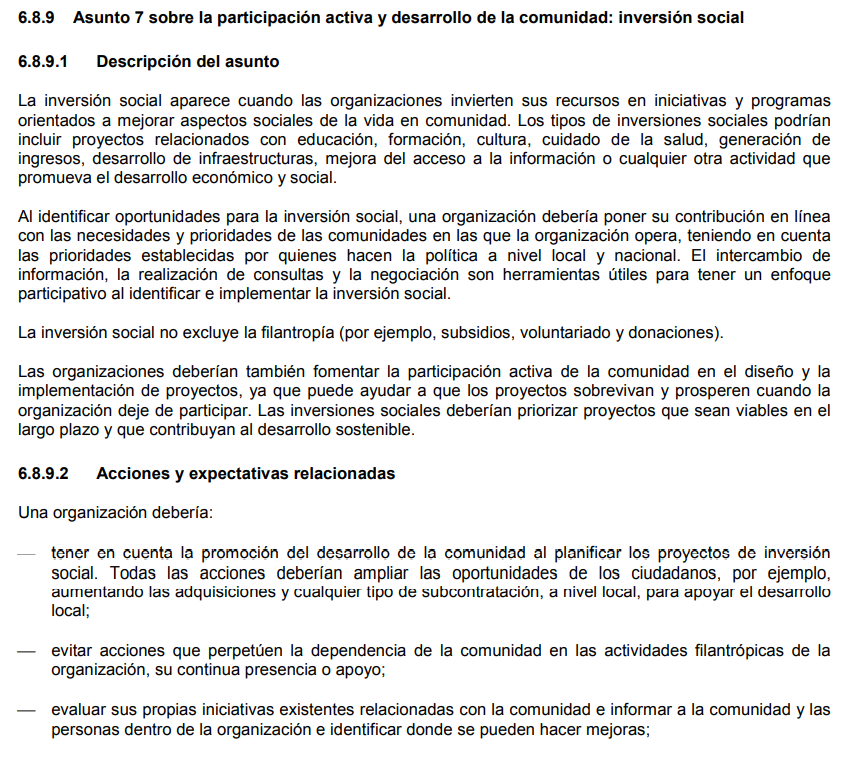 6.8.9 Asunto 7 sobre la participación activa y desarrollo de la comunidad: inversión social
6.8.9.1 Descripción del asunto
La inversión social aparece cuando las organizaciones invierten sus recursos en iniciativas y programas
orientados a mejorar aspectos sociales de la vida en comunidad. Los tipos de inversiones sociales podrían
incluir proyectos relacionados con educación, formación, cultura, cuidado de la salud, generación de
ingresos, desarrollo de infraestructuras, mejora del acceso a la información o cualquier otra actividad que
promueva el desarrollo económico y social.
Al identificar oportunidades para la inversión social, una organización debería poner su contribución en línea
con las necesidades y prioridades de las comunidades en las que la organización opera, teniendo en cuenta
las prioridades establecidas por quienes hacen la política a nivel local y nacional. El intercambio de
información, la realización de consultas y la negociación son herramientas útiles para tener un enfoque
participativo al identificar e implementar la inversión social.
La inversión social no excluye la filantropía (por ejemplo, subsidios, voluntariado y donaciones).
Las organizaciones deberían también fomentar la participación activa de la comunidad en el diseño y la
implementación de proyectos, ya que puede ayudar a que los proyectos sobrevivan y prosperen cuando la
organización deje de participar. Las inversiones sociales deberían priorizar proyectos que sean viables en el
largo plazo y que contribuyan al desarrollo sostenible.
6.8.9.2 Acciones y expectativas relacionadas
Una organización debería:
— tener en cuenta la promoción del desarrollo de la comunidad al planificar los proyectos de inversión
social. Todas las acciones deberían ampliar las oportunidades de los ciudadanos, por ejemplo,
aumentando las adquisiciones y cualquier tipo de subcontratación, a nivel local, para apoyar el desarrollo
local;
— evitar acciones que perpetúen la dependencia de la comunidad en las actividades filantrópicas de la
organización, su continua presencia o apoyo;
— evaluar sus propias iniciativas existentes relacionadas con la comunidad e informar a la comunidad y las
personas dentro de la organización e identificar donde se pueden hacer mejoras;